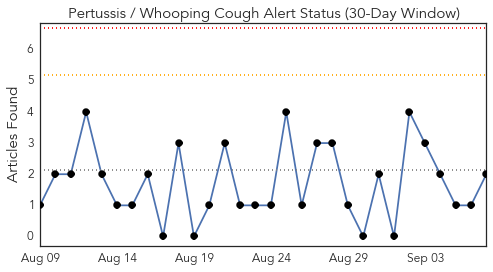 Pertussis / Whooping Cough Alert Status (30-Day Window)
Articles Found
6
5
4
3
2
1
0
Aug 09 Aug 14 Aug 19 Aug 24 Aug 29 Sep 03